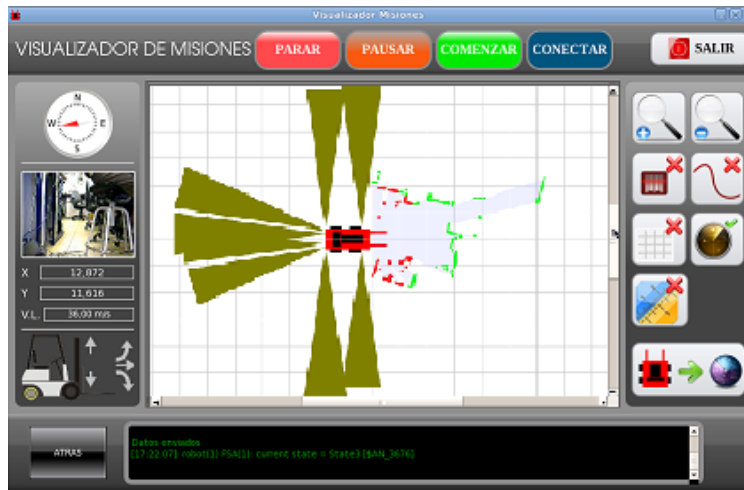 Visualizador Misiones
VISUALIZADOR DE MISIONES
PARAR
PAUSAR
COMENZAR
CONECTAR
SALIR
N
W
E
S
X 12,872
Y 11,616
V.L. 36,00 m/s
ATRAS
Datos enviados
[17:22:07] robot(1) FSA(1): current state = State3 [$AN_3676]